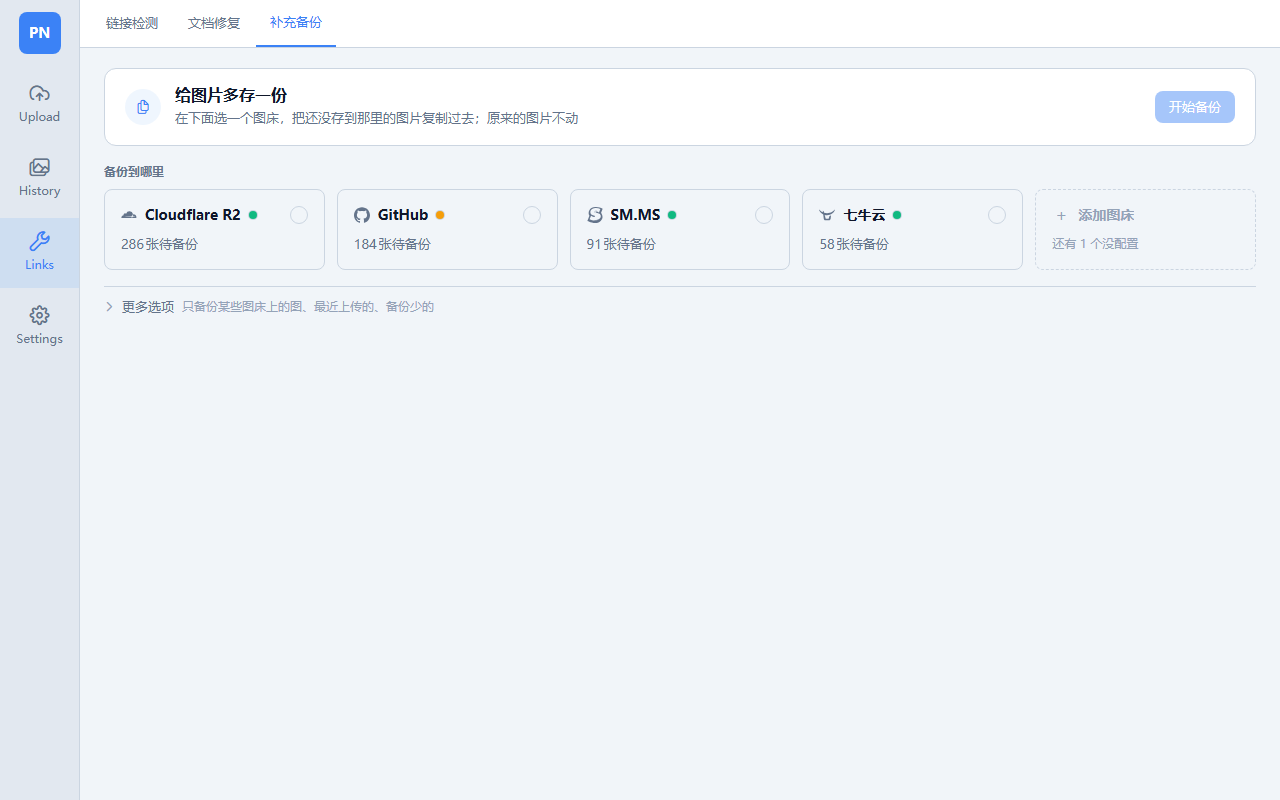 PN
Upload
History
Links
Settings
链接检测
文档修复
补充备份
给图片多存一份
在下面选一个图床，把还没存到那里的图片复制过去；原来的图片不动
开始备份
备份到哪里
Cloudflare R2
286张待备份
GitHub
184张待备份
SM.MS
91张待备份
七牛云
58张待备份
+ 添加图床
还有 1 个没配置
更多选项 只备份某些图床上的图、最近上传的、备份少的